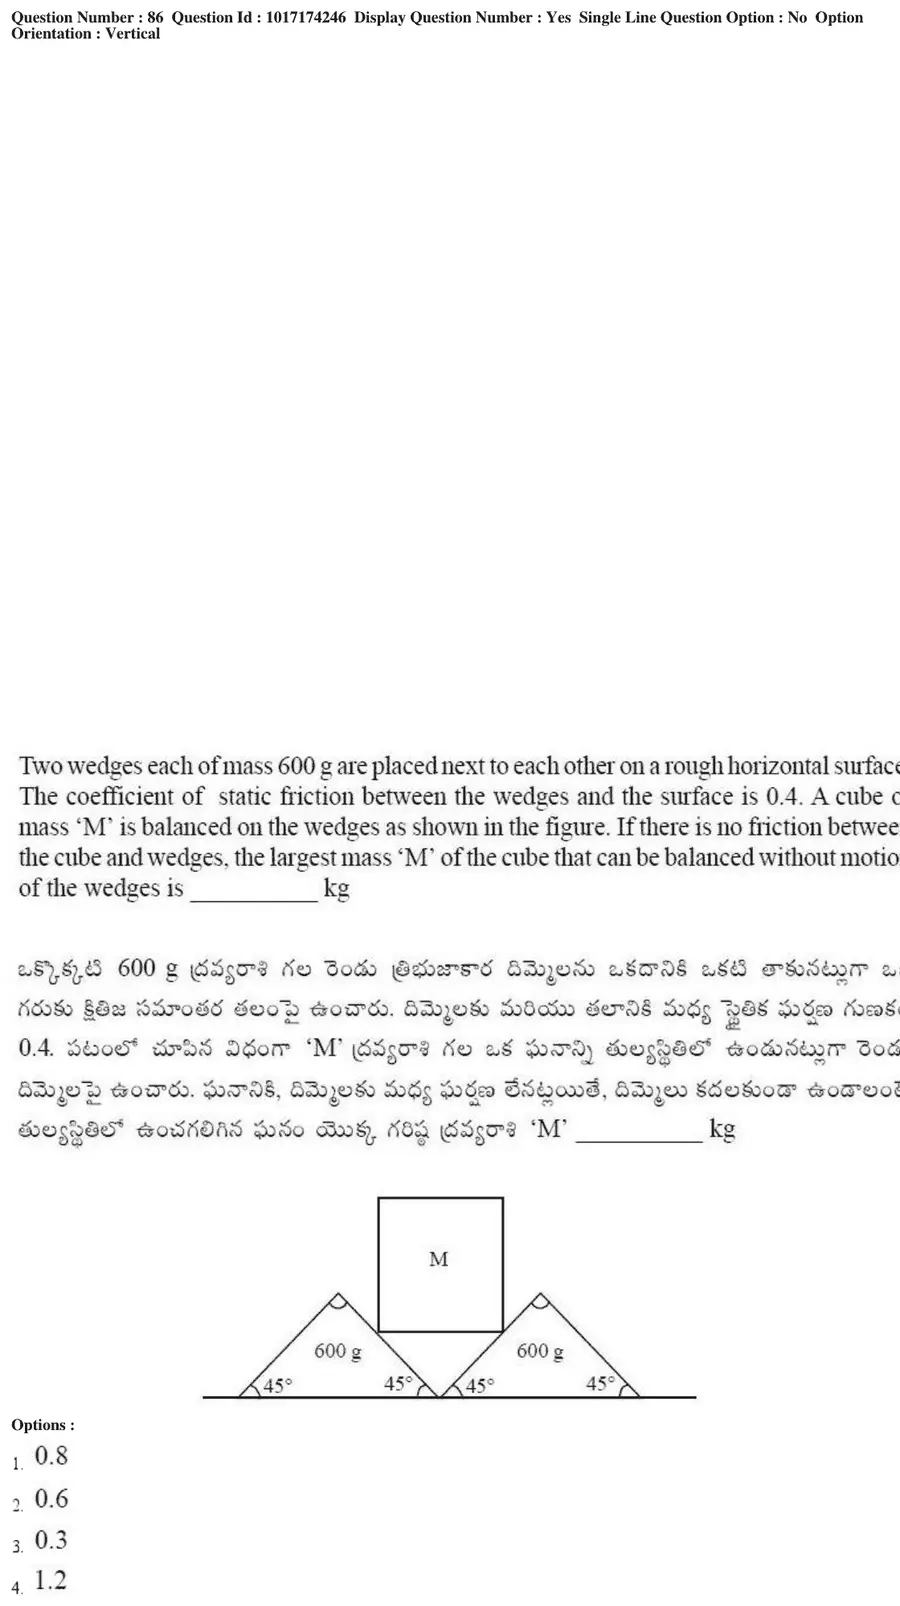 Question Number : 86 Question Id : 1017174246 Display Question Number : Yes Single Line Question Option : No Option
Orientation : Vertical
Two wedges each of mass 600 g are placed next to each other on a rough horizontal surface
The coefficient of static friction between the wedges and the surface is 0.4. A cube o
mass ‘M’ is balanced on the wedges as shown in the figure. If there is no friction betwee
the cube and wedges, the largest mass ‘M’ of the cube that can be balanced without motio
of the wedges is __________ kg
ఒక్కొక్కటి 600 g ద్రవ్యరాశి గల రెండు త్రిభుజాకార దిమ్మెలను ఒకదానికి ఒకటి తాకునట్లుగా ఒ
గరుకు క్షితిజ సమాంతర తలంపై ఉంచారు. దిమ్మెలకు మరియు తలానికి మధ్య స్థైతిక ఘర్షణ గుణక
0.4. పటంలో చూపిన విధంగా ‘M’ ద్రవ్యరాశి గల ఒక ఘనాన్ని తుల్యస్థితిలో ఉండునట్లుగా రెండ
దిమ్మెలపై ఉంచారు. ఘనానికి, దిమ్మెలకు మధ్య ఘర్షణ లేనట్లయితే, దిమ్మెలు కదలకుండా ఉండాలంటే
తుల్యస్థితిలో ఉంచగలిగిన ఘనం యొక్క గరిష్ఠ ద్రవ్యరాశి ‘M’ __________ kg
M
600 g 600 g
45° 45° 45° 45°
Options :
1. 0.8
2. 0.6
3. 0.3
4. 1.2